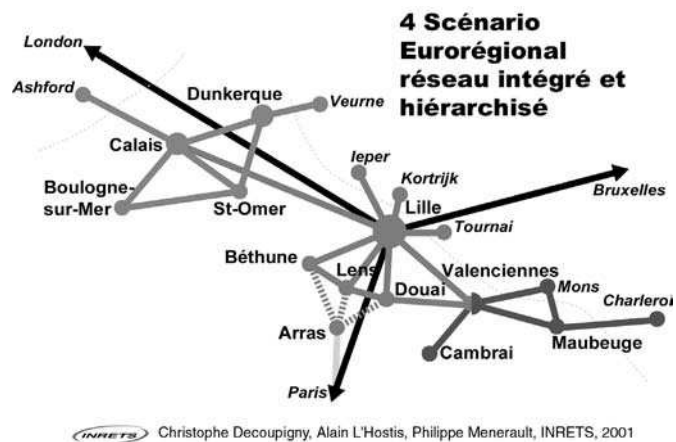 4 Scénario
Eurorégional
réseau intégré et
hiérarchisé
London
Ashford
Dunkerque
Veurne
Calais
Ieper
Kortrijk
Bruxelles
Boulogne-
sur-Mer
St-Omer
Lille
Tournai
Béthune
Lens
Douai
Valenciennes
Mons
Charleroi
Arras
Cambrai
Maubeuge
Paris
INRETS Christophe Decoupigny, Alain L'Hostis, Philippe Menerault, INRETS, 2001